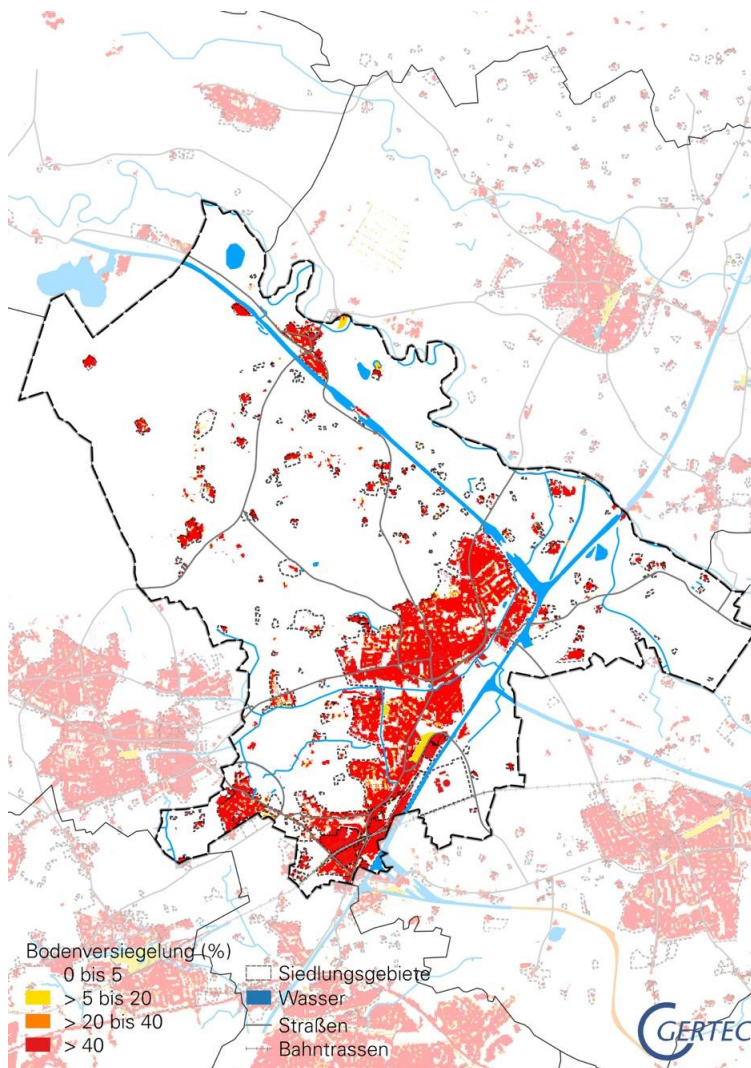 Bodenversiegelung (%)
0 bis 5
> 5 bis 20
> 20 bis 40
> 40
Siedlungsgebiete
Wasser
Straßen
Bahntrassen
GERTEC